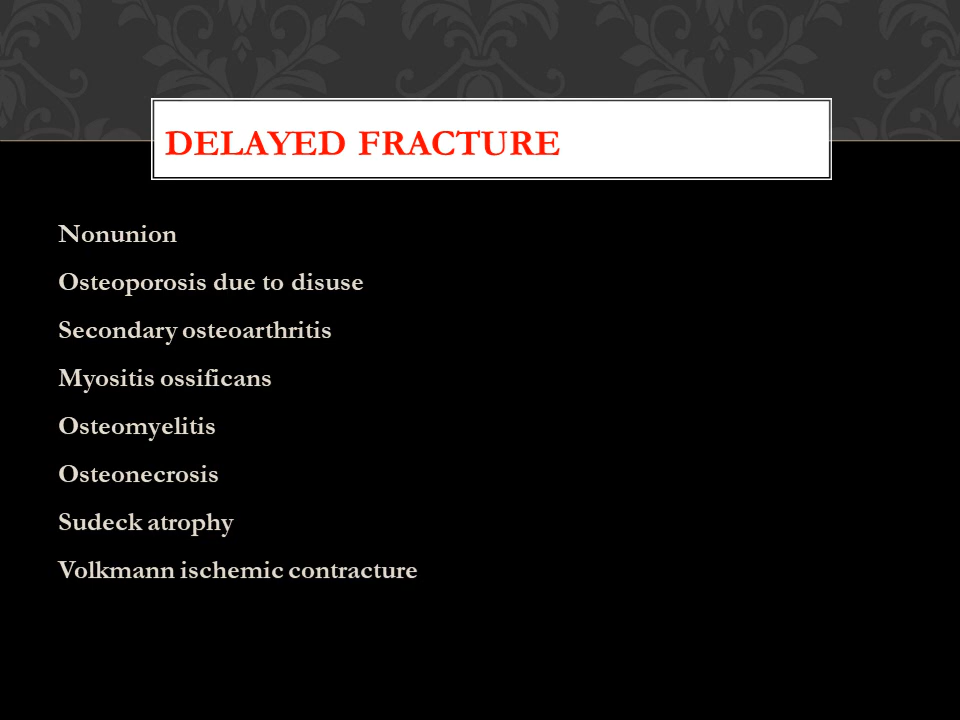 DELAYED FRACTURE
Nonunion
Osteoporosis due to disuse
Secondary osteoarthritis
Myositis ossificans
Osteomyelitis
Osteonecrosis
Sudeck atrophy
Volkmann ischemic contracture